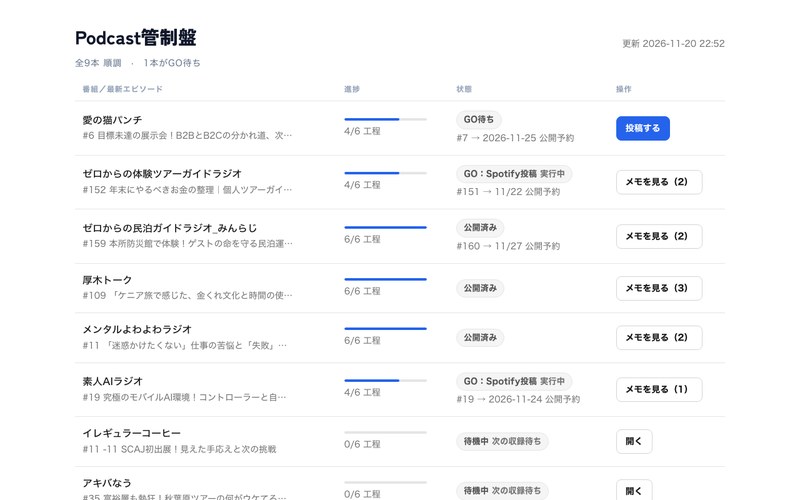 Podcast管制盤
更新 2026-11-20 22:52
全9本 順調 ・ 1本がGO待ち
番組／最新エピソード 進捗 状態 操作
愛の猫パンチ
#6 目標未達の展示会！B2BとB2Cの分かれ道、次…
4/6 工程
GO待ち
#7 → 2026-11-25 公開予約
投稿する
ゼロからの体験ツアーガイドラジオ
#152 年末にやるべきお金の整理｜個人ツアーガイ…
4/6 工程
GO：Spotify投稿 実行中
#151 → 11/22 公開予約
メモを見る（2）
ゼロからの民泊ガイドラジオ_みんらじ
#159 本所防災館で体験！ゲストの命を守る民泊運…
6/6 工程
公開済み
#160 → 11/27 公開予約
メモを見る（2）
厚木トーク
#109 「ケニア旅で感じた、金くれ文化と時間の使…
6/6 工程
公開済み
メモを見る（3）
メンタルよわよわラジオ
#11 「迷惑かけたくない」仕事の苦悩と「失敗」…
6/6 工程
公開済み
メモを見る（2）
素人AIラジオ
#19 究極のモバイルAI環境！コントローラーと自…
4/6 工程
GO：Spotify投稿 実行中
#19 → 2026-11-24 公開予約
メモを見る（1）
イレギュラーコーヒー
#11 -11 SCAJ初出展！見えた手応えと次の挑戦
0/6 工程
待機中 次の収録待ち
開く
アキバなう
#35 富裕層も熱狂！秋葉原ツアーの何がウケてる…
0/6 工程
待機中 次の収録待ち
開く